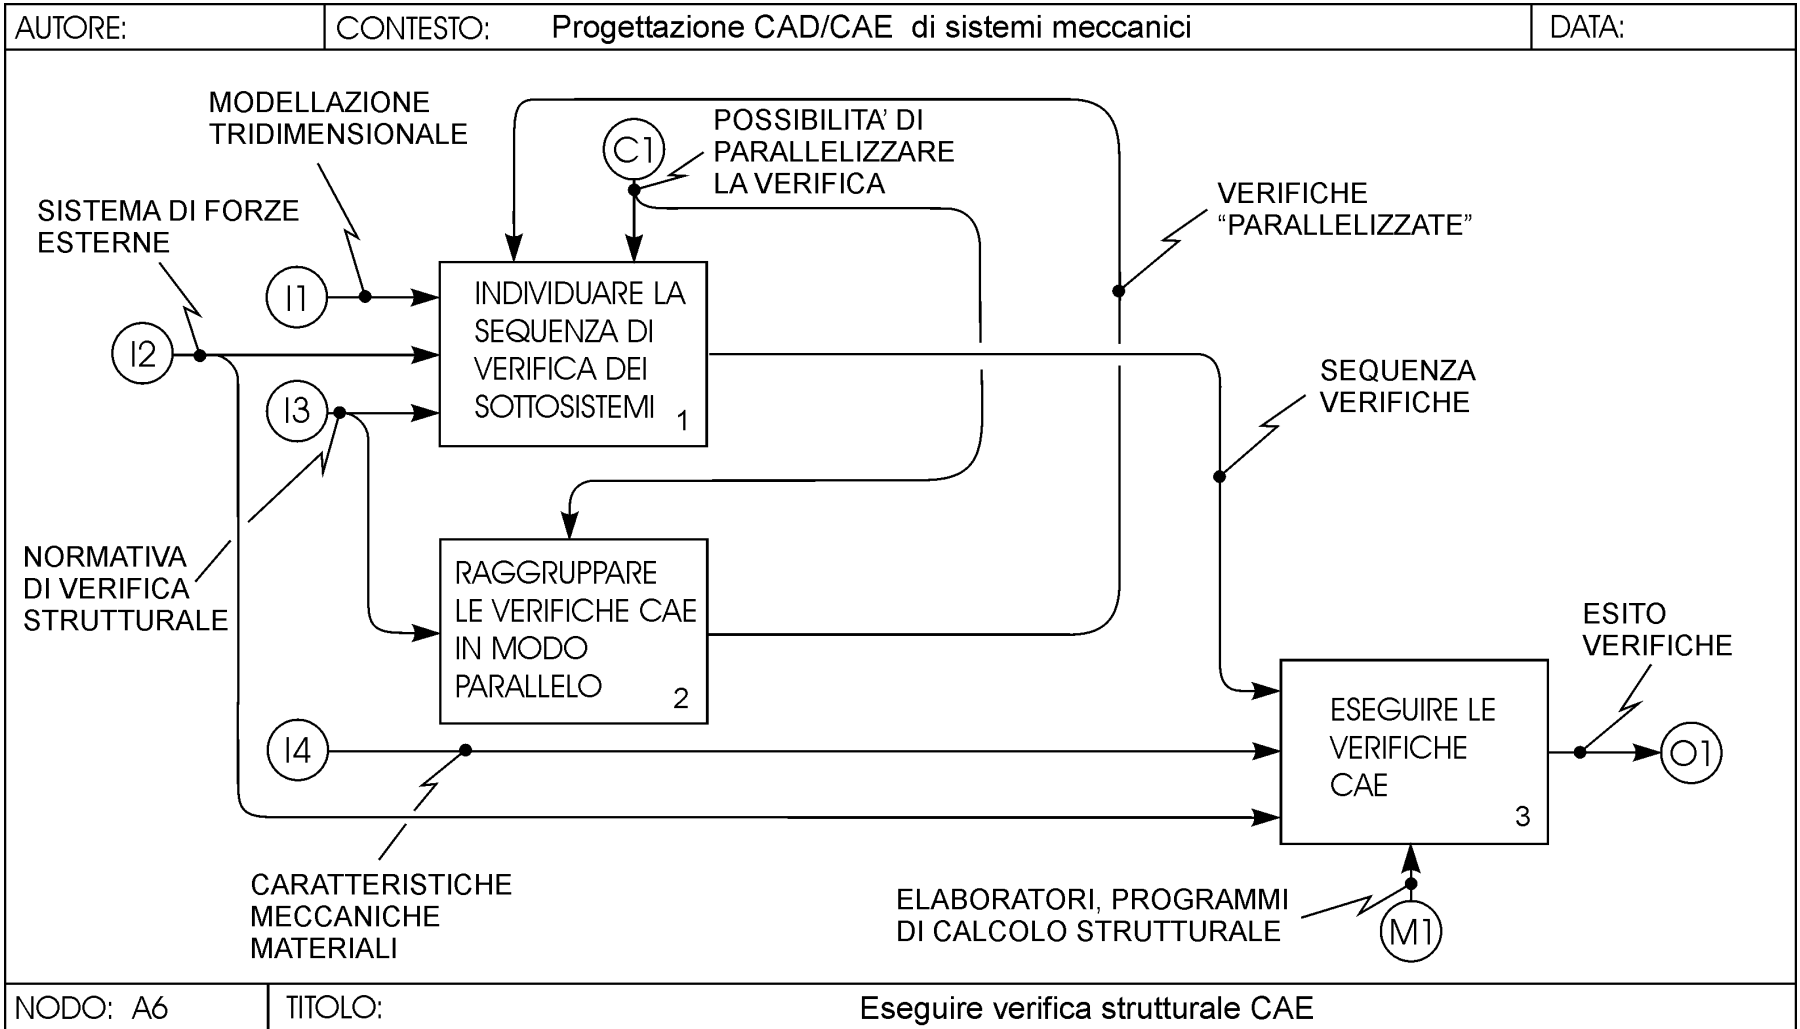 AUTORE:
CONTESTO: Progettazione CAD/CAE di sistemi meccanici
DATA:
MODELLAZIONE
TRIDIMENSIONALE
C1
POSSIBILITA' DI
PARALLELIZZARE
LA VERIFICA
VERIFICHE
“PARALLELIZZATE”
SISTEMA DI FORZE
ESTERNE
I1
I2
I3
INDIVIDUARE LA
SEQUENZA DI
VERIFICA DEI
SOTTOSISTEMI
1
SEQUENZA
VERIFICHE
NORMATIVA
DI VERIFICA
STRUTTURALE
RAGGRUPPARE
LE VERIFICHE CAE
IN MODO
PARALLELO
2
ESITO
VERIFICHE
I4
ESEGUIRE LE
VERIFICHE
CAE
3
O1
CARATTERISTICHE
MECCANICHE
MATERIALI
ELABORATORI, PROGRAMMI
DI CALCOLO STRUTTURALE
M1
NODO: A6
TITOLO: Eseguire verifica strutturale CAE